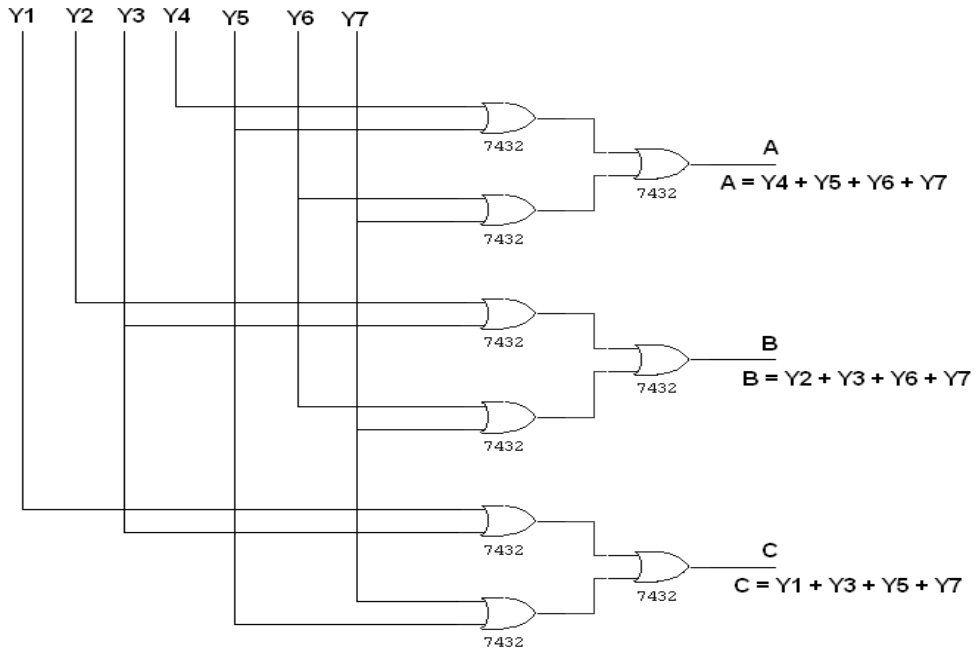 Y1 Y2 Y3 Y4 Y5 Y6 Y7
7432
A
7432
A = Y4 + Y5 + Y6 + Y7
7432
7432
B
7432
B = Y2 + Y3 + Y6 + Y7
7432
7432
C
7432
C = Y1 + Y3 + Y5 + Y7
7432